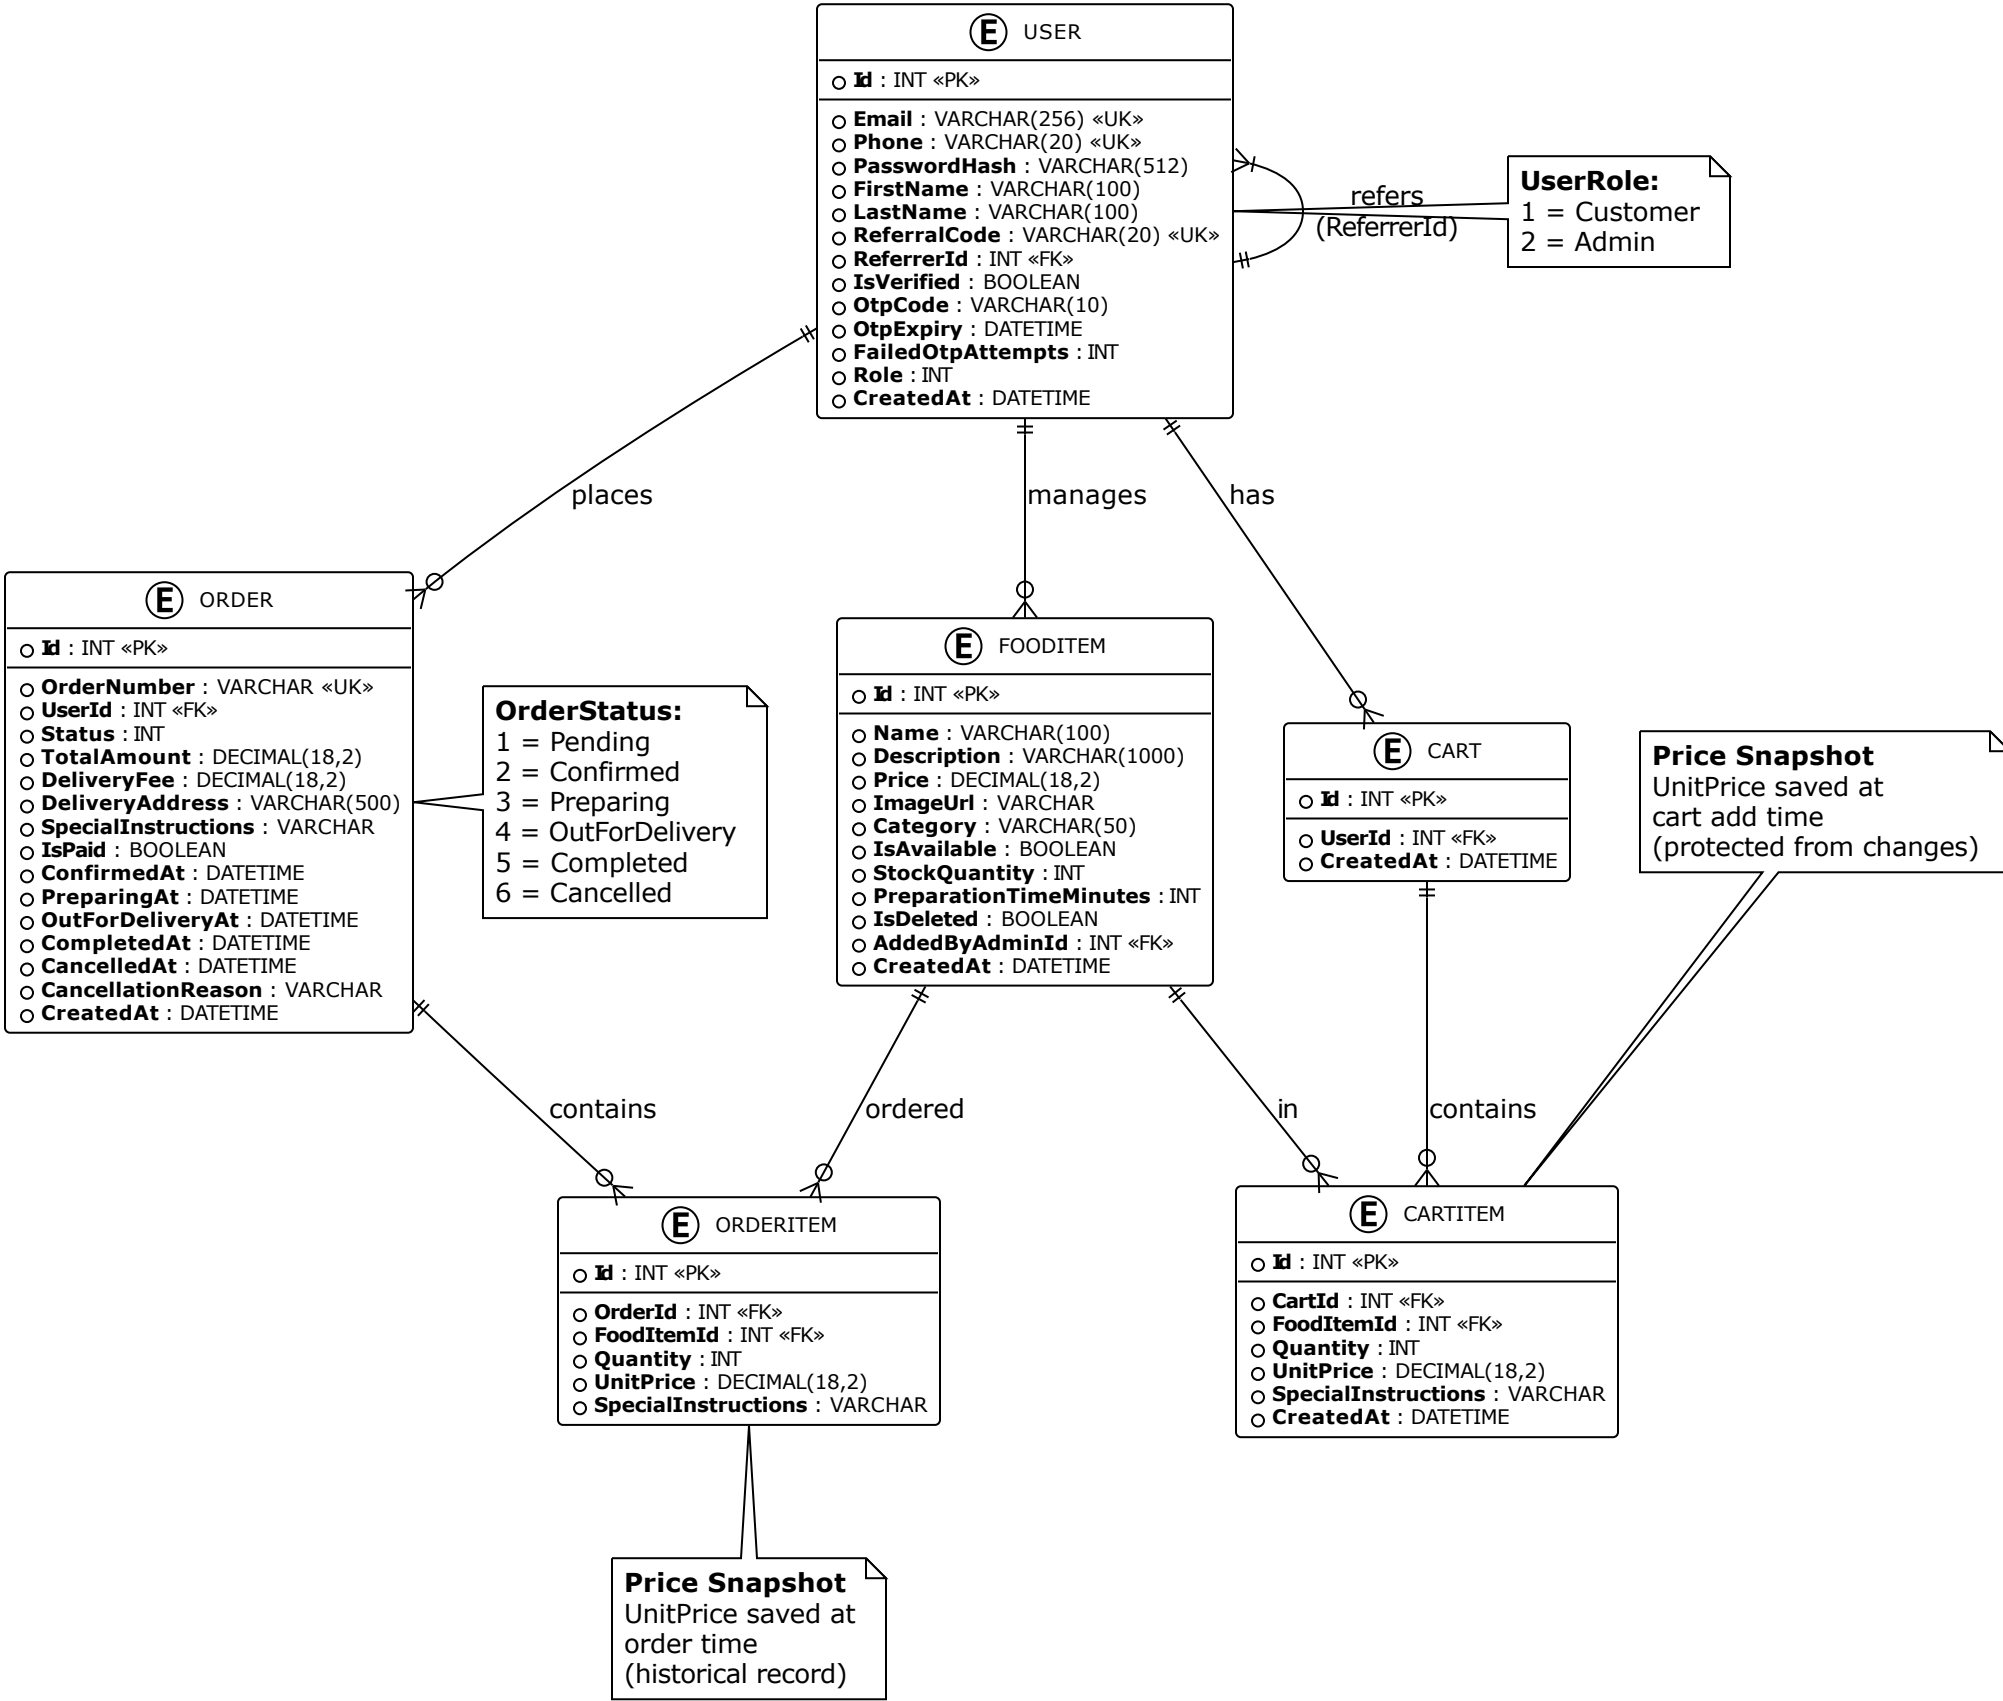 E USER
Id : INT «PK»
Email : VARCHAR(256) «UK»
Phone : VARCHAR(20) «UK»
PasswordHash : VARCHAR(512)
FirstName : VARCHAR(100)
LastName : VARCHAR(100)
ReferralCode : VARCHAR(20) «UK»
ReferrerId : INT «FK»
IsVerified : BOOLEAN
OtpCode : VARCHAR(10)
OtpExpiry : DATETIME
FailedOtpAttempts : INT
Role : INT
CreatedAt : DATETIME
refers
(ReferrerId)
UserRole:
1 = Customer
2 = Admin
places
manages
has
E ORDER
Id : INT «PK»
OrderNumber : VARCHAR «UK»
UserId : INT «FK»
Status : INT
TotalAmount : DECIMAL(18,2)
DeliveryFee : DECIMAL(18,2)
DeliveryAddress : VARCHAR(500)
SpecialInstructions : VARCHAR
IsPaid : BOOLEAN
ConfirmedAt : DATETIME
PreparingAt : DATETIME
OutForDeliveryAt : DATETIME
CompletedAt : DATETIME
CancelledAt : DATETIME
CancellationReason : VARCHAR
CreatedAt : DATETIME
OrderStatus:
1 = Pending
2 = Confirmed
3 = Preparing
4 = OutForDelivery
5 = Completed
6 = Cancelled
E FOODITEM
Id : INT «PK»
Name : VARCHAR(100)
Description : VARCHAR(1000)
Price : DECIMAL(18,2)
ImageUrl : VARCHAR
Category : VARCHAR(50)
IsAvailable : BOOLEAN
StockQuantity : INT
PreparationTimeMinutes : INT
IsDeleted : BOOLEAN
AddedByAdminId : INT «FK»
CreatedAt : DATETIME
E CART
Id : INT «PK»
UserId : INT «FK»
CreatedAt : DATETIME
Price Snapshot
UnitPrice saved at
cart add time
(protected from changes)
contains
ordered
in
contains
E ORDERITEM
Id : INT «PK»
OrderId : INT «FK»
FoodItemId : INT «FK»
Quantity : INT
UnitPrice : DECIMAL(18,2)
SpecialInstructions : VARCHAR
E CARTITEM
Id : INT «PK»
CartId : INT «FK»
FoodItemId : INT «FK»
Quantity : INT
UnitPrice : DECIMAL(18,2)
SpecialInstructions : VARCHAR
CreatedAt : DATETIME
Price Snapshot
UnitPrice saved at
order time
(historical record)